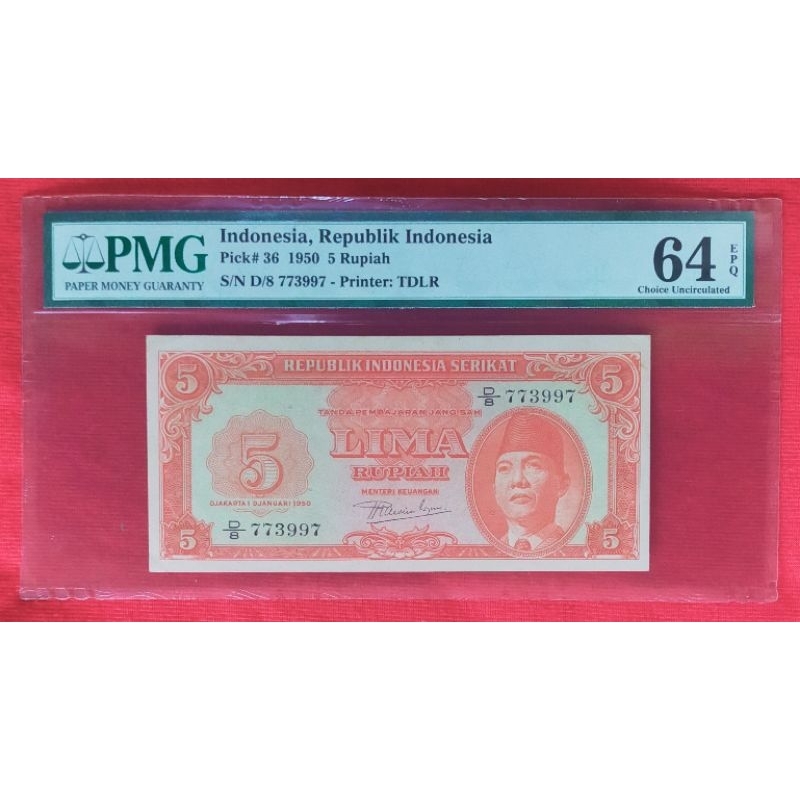 PMG
PAPER MONEY GUARANTY
Indonesia, Republik Indonesia
Pick# 36 1950 5 Rupiah
S/N D/8 773997 - Printer: TDLR
64 EPQ
Choice Uncirculated
REPUBLIK INDONESIA SERIKAT
5
5
D/8 773997
TANDA PEMBAJARAN JANG SAH
LIMA
RUPIAH
5
MENTERI KEUANGAN
DJAKARTA 1 DJANUARI 1950
D/8 773997
5
5